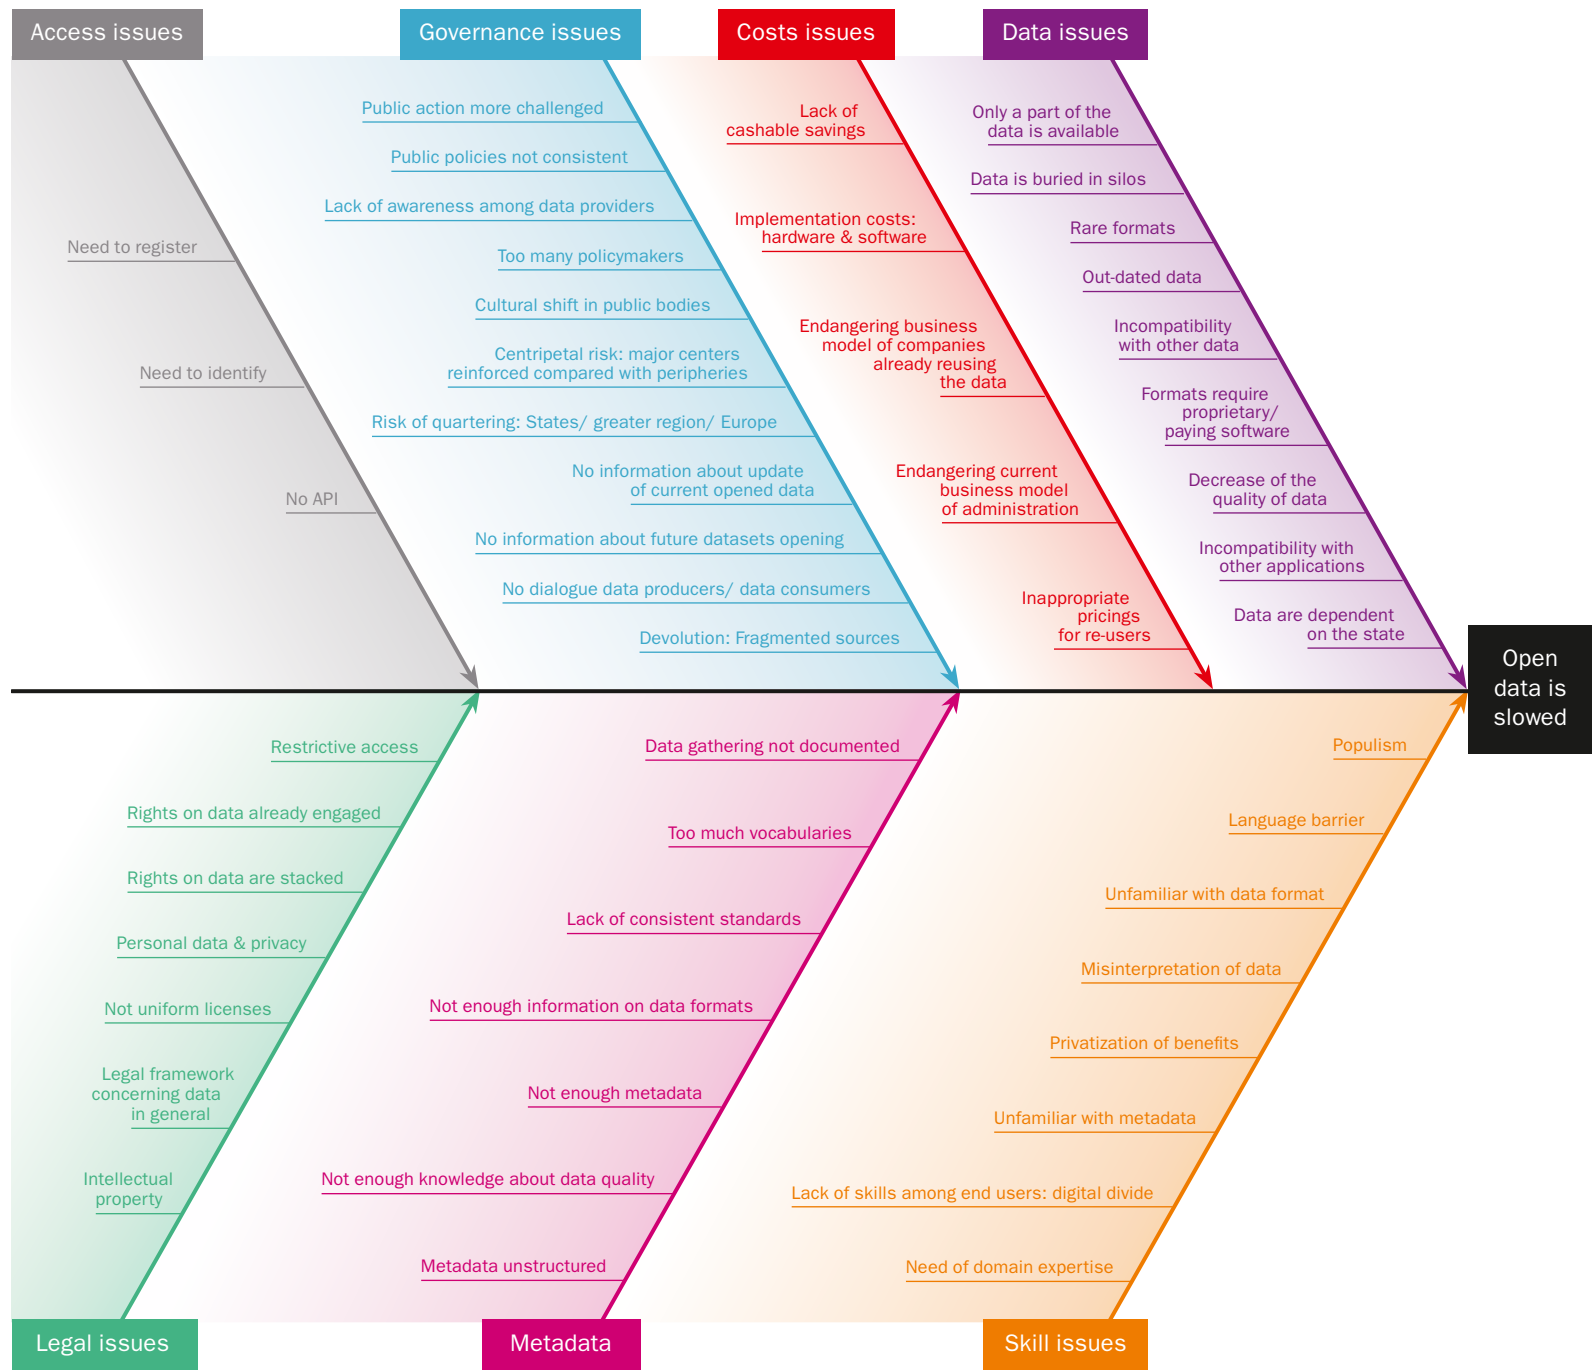 Access issues
Need to register
Need to identify
No API
Governance issues
Public action more challenged
Public policies not consistent
Lack of awareness among data providers
Too many policymakers
Cultural shift in public bodies
Centripetal risk: major centers
reinforced compared with peripheries
Risk of quartering: States/ greater region/ Europe
No information about update
of current opened data
No information about future datasets opening
No dialogue data producers/ data consumers
Devolution: Fragmented sources
Costs issues
Lack of
cashable savings
Implementation costs:
hardware & software
Endangering business
model of companies
already reusing
the data
Endangering current
business model
of administration
Inappropriate
pricings
for re-users
Data issues
Only a part of the
data is available
Data is buried in silos
Rare formats
Out-dated data
Incompatibility
with other data
Formats require
proprietary/
paying software
Decrease of the
quality of data
Incompatibility with
other applications
Data are dependent
on the state
Open
data is
slowed
Restrictive access
Rights on data already engaged
Rights on data are stacked
Personal data & privacy
Not uniform licenses
Legal framework
concerning data
in general
Intellectual
property
Legal issues
Data gathering not documented
Too much vocabularies
Lack of consistent standards
Not enough information on data formats
Not enough metadata
Not enough knowledge about data quality
Metadata unstructured
Metadata
Populism
Language barrier
Unfamiliar with data format
Misinterpretation of data
Privatization of benefits
Unfamiliar with metadata
Lack of skills among end users: digital divide
Need of domain expertise
Skill issues